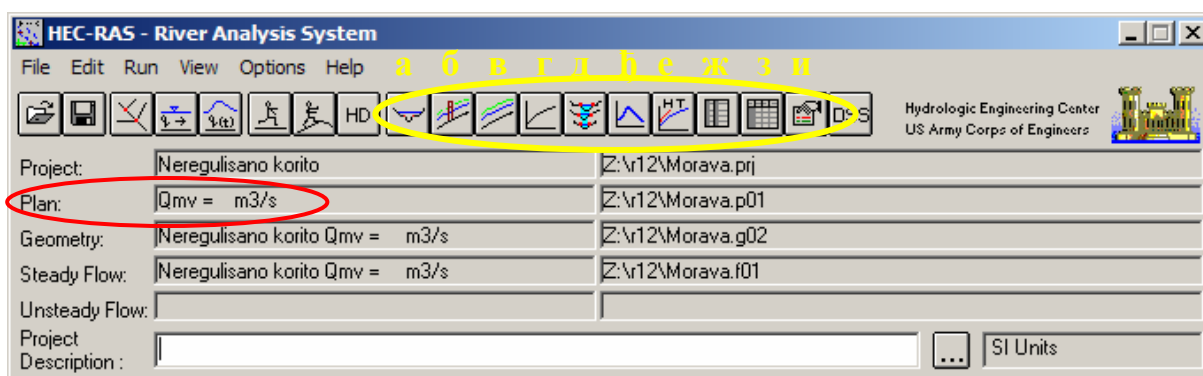 HEC-RAS - River Analysis System
File Edit Run View Options Help а б в г д ђ е ж з и
HD HT DSS Hydrologic Engineering Center
US Army Corps of Engineers
Project: Neregulisano korito Z:\r12\Morava.prj
Plan: Qmv = m3/s Z:\r12\Morava.p01
Geometry: Neregulisano korito Qmv = m3/s Z:\r12\Morava.g02
Steady Flow: Neregulisano korito Qmv = m3/s Z:\r12\Morava.f01
Unsteady Flow:
Project
Description : ... SI Units